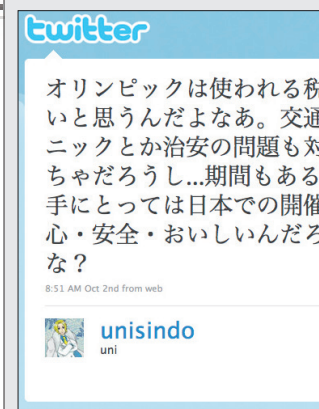 twitter
オリンピックは使われる税
いと思うんだよなあ。交通
ニックとか治安の問題も対
ちゃだろうし...期間もある
手にとっては日本での開催
心・安全・おいしいんだろ
な？
8:51 AM Oct 2nd from web
unisindo
uni